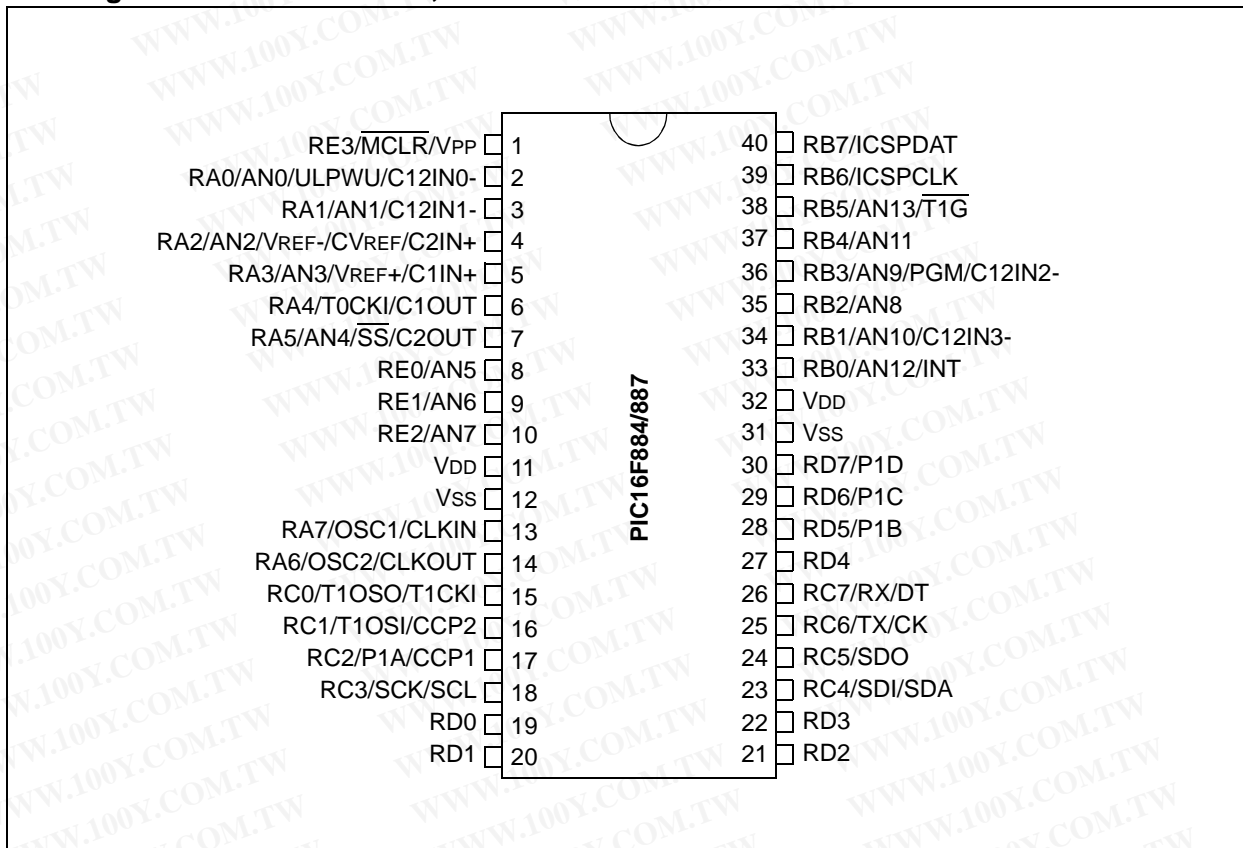 RE3/MCLR/VPP 1
RA0/AN0/ULPWU/C12IN0- 2
RA1/AN1/C12IN1- 3
RA2/AN2/VREF-/CVREF/C2IN+ 4
RA3/AN3/VREF+/C1IN+ 5
RA4/T0CKI/C1OUT 6
RA5/AN4/SS/C2OUT 7
RE0/AN5 8
RE1/AN6 9
RE2/AN7 10
VDD 11
VSS 12
RA7/OSC1/CLKIN 13
RA6/OSC2/CLKOUT 14
RC0/T1OSO/T1CKI 15
RC1/T1OSI/CCP2 16
RC2/P1A/CCP1 17
RC3/SCK/SCL 18
RD0 19
RD1 20
PIC16F884/887
40 RB7/ICSPDAT
39 RB6/ICSPCLK
38 RB5/AN13/T1G
37 RB4/AN11
36 RB3/AN9/PGM/C12IN2-
35 RB2/AN8
34 RB1/AN10/C12IN3-
33 RB0/AN12/INT
32 VDD
31 VSS
30 RD7/P1D
29 RD6/P1C
28 RD5/P1B
27 RD4
26 RC7/RX/DT
25 RC6/TX/CK
24 RC5/SDO
23 RC4/SDI/SDA
22 RD3
21 RD2
WWW.100Y.COM.TW